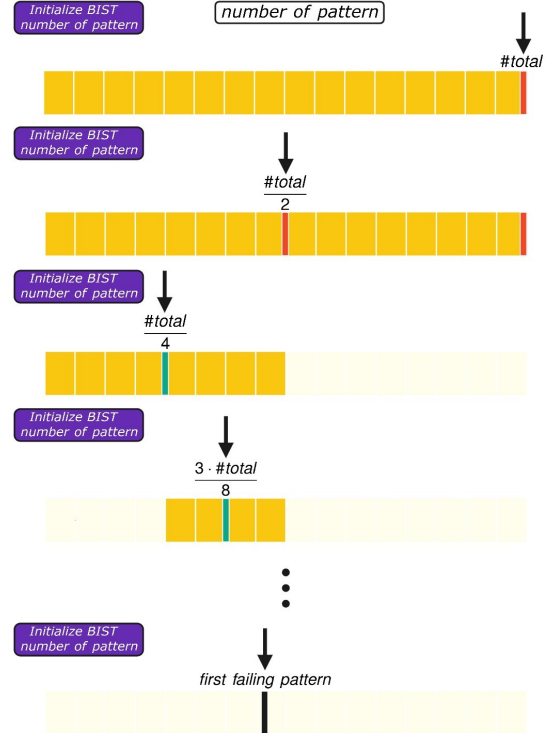 Initialize BIST
number of pattern
number of pattern
#total
Initialize BIST
number of pattern
#total
2
Initialize BIST
number of pattern
#total
4
Initialize BIST
number of pattern
3 · #total
8
Initialize BIST
number of pattern
first failing pattern